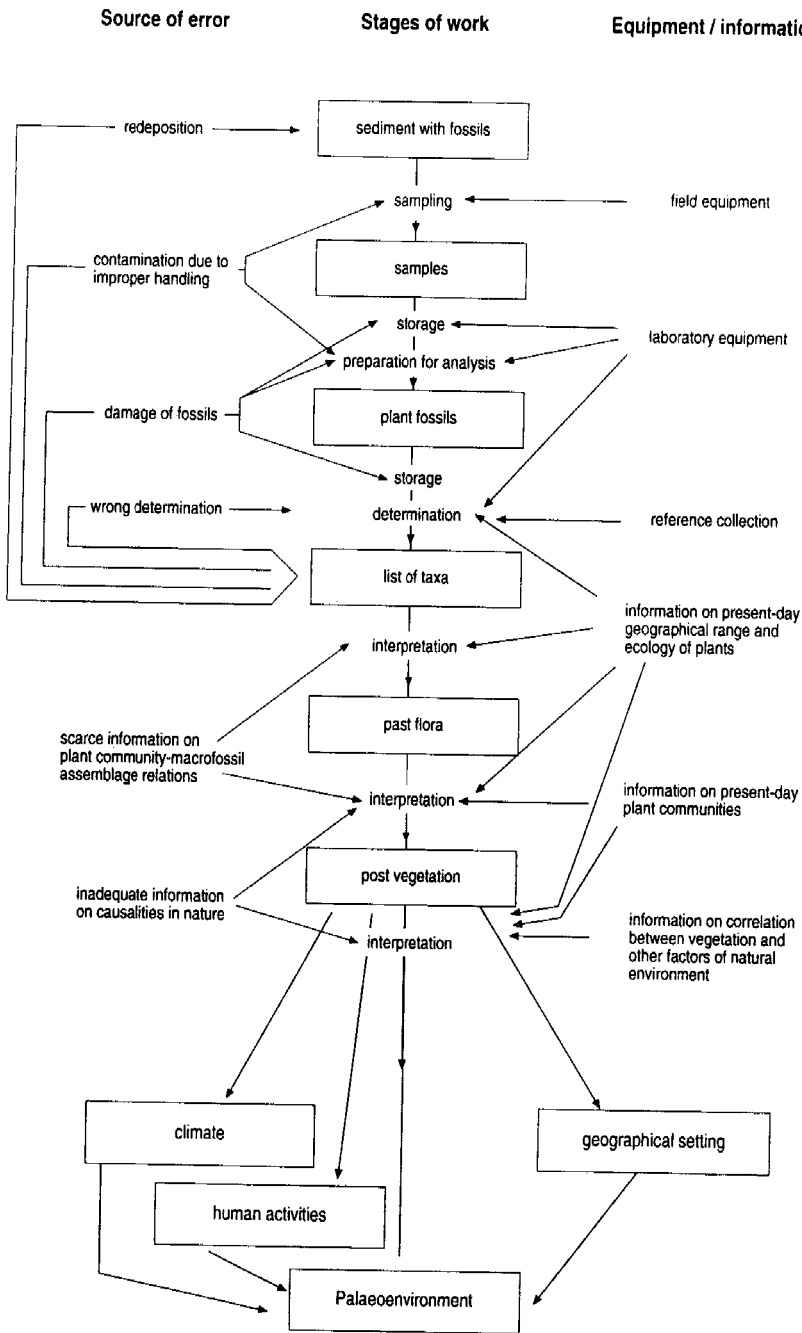 Source of error
Stages of work
Equipment / informatio
redeposition
sediment with fossils
sampling
field equipment
contamination due to
improper handling
samples
storage
laboratory equipment
preparation for analysis
damage of fossils
plant fossils
storage
wrong determination
determination
reference collection
list of taxa
information on present-day
geographical range and
ecology of plants
interpretation
past flora
scarce information on
plant community-macrofossil
assemblage relations
interpretation
information on present-day
plant communities
post vegetation
inadequate information
on causalities in nature
interpretation
information on correlation
between vegetation and
other factors of natural
environment
climate
geographical setting
human activities
Palaeoenvironment